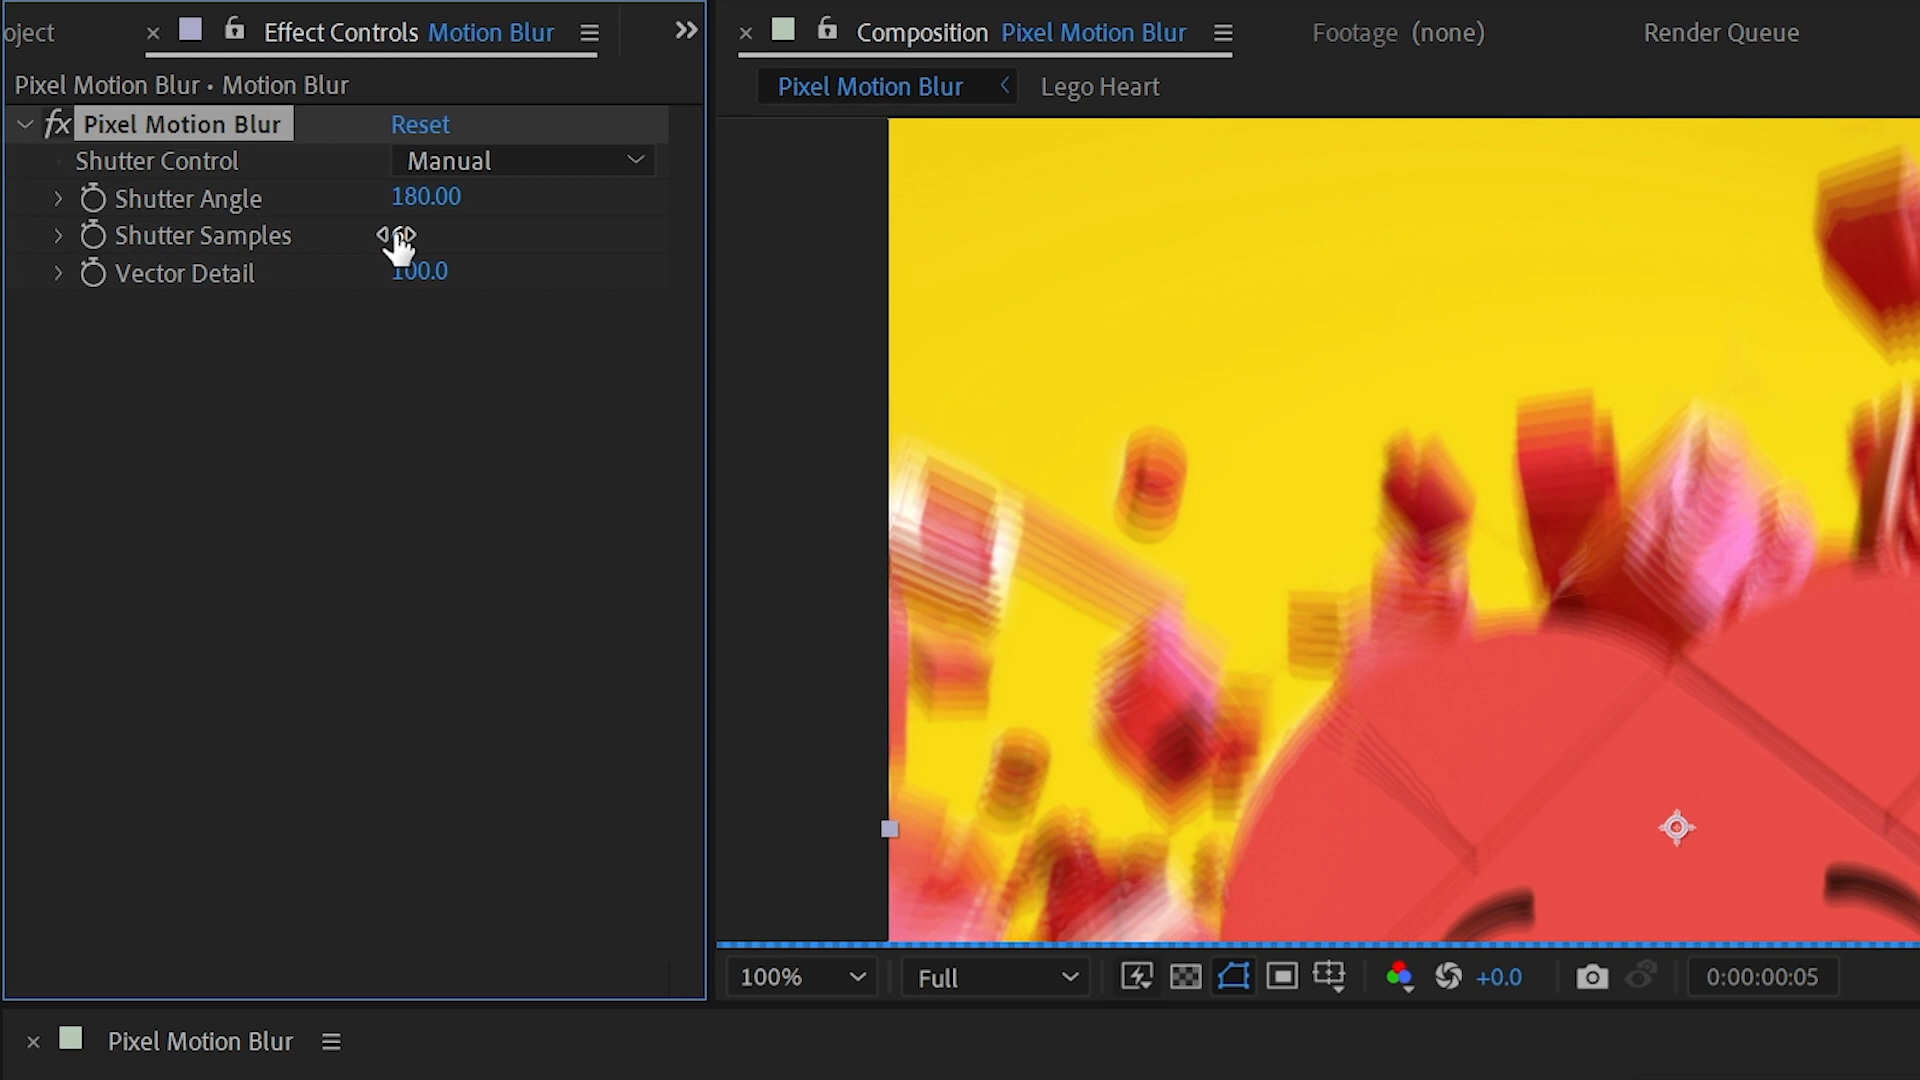 oject
Effect Controls Motion Blur
Pixel Motion Blur • Motion Blur
fx Pixel Motion Blur Reset
Shutter Control Manual
Shutter Angle 180.00
Shutter Samples
Vector Detail 100.0
Composition Pixel Motion Blur
Footage (none)
Render Queue
Pixel Motion Blur
Lego Heart
100%
Full
+0.0
0:00:00:05
Pixel Motion Blur